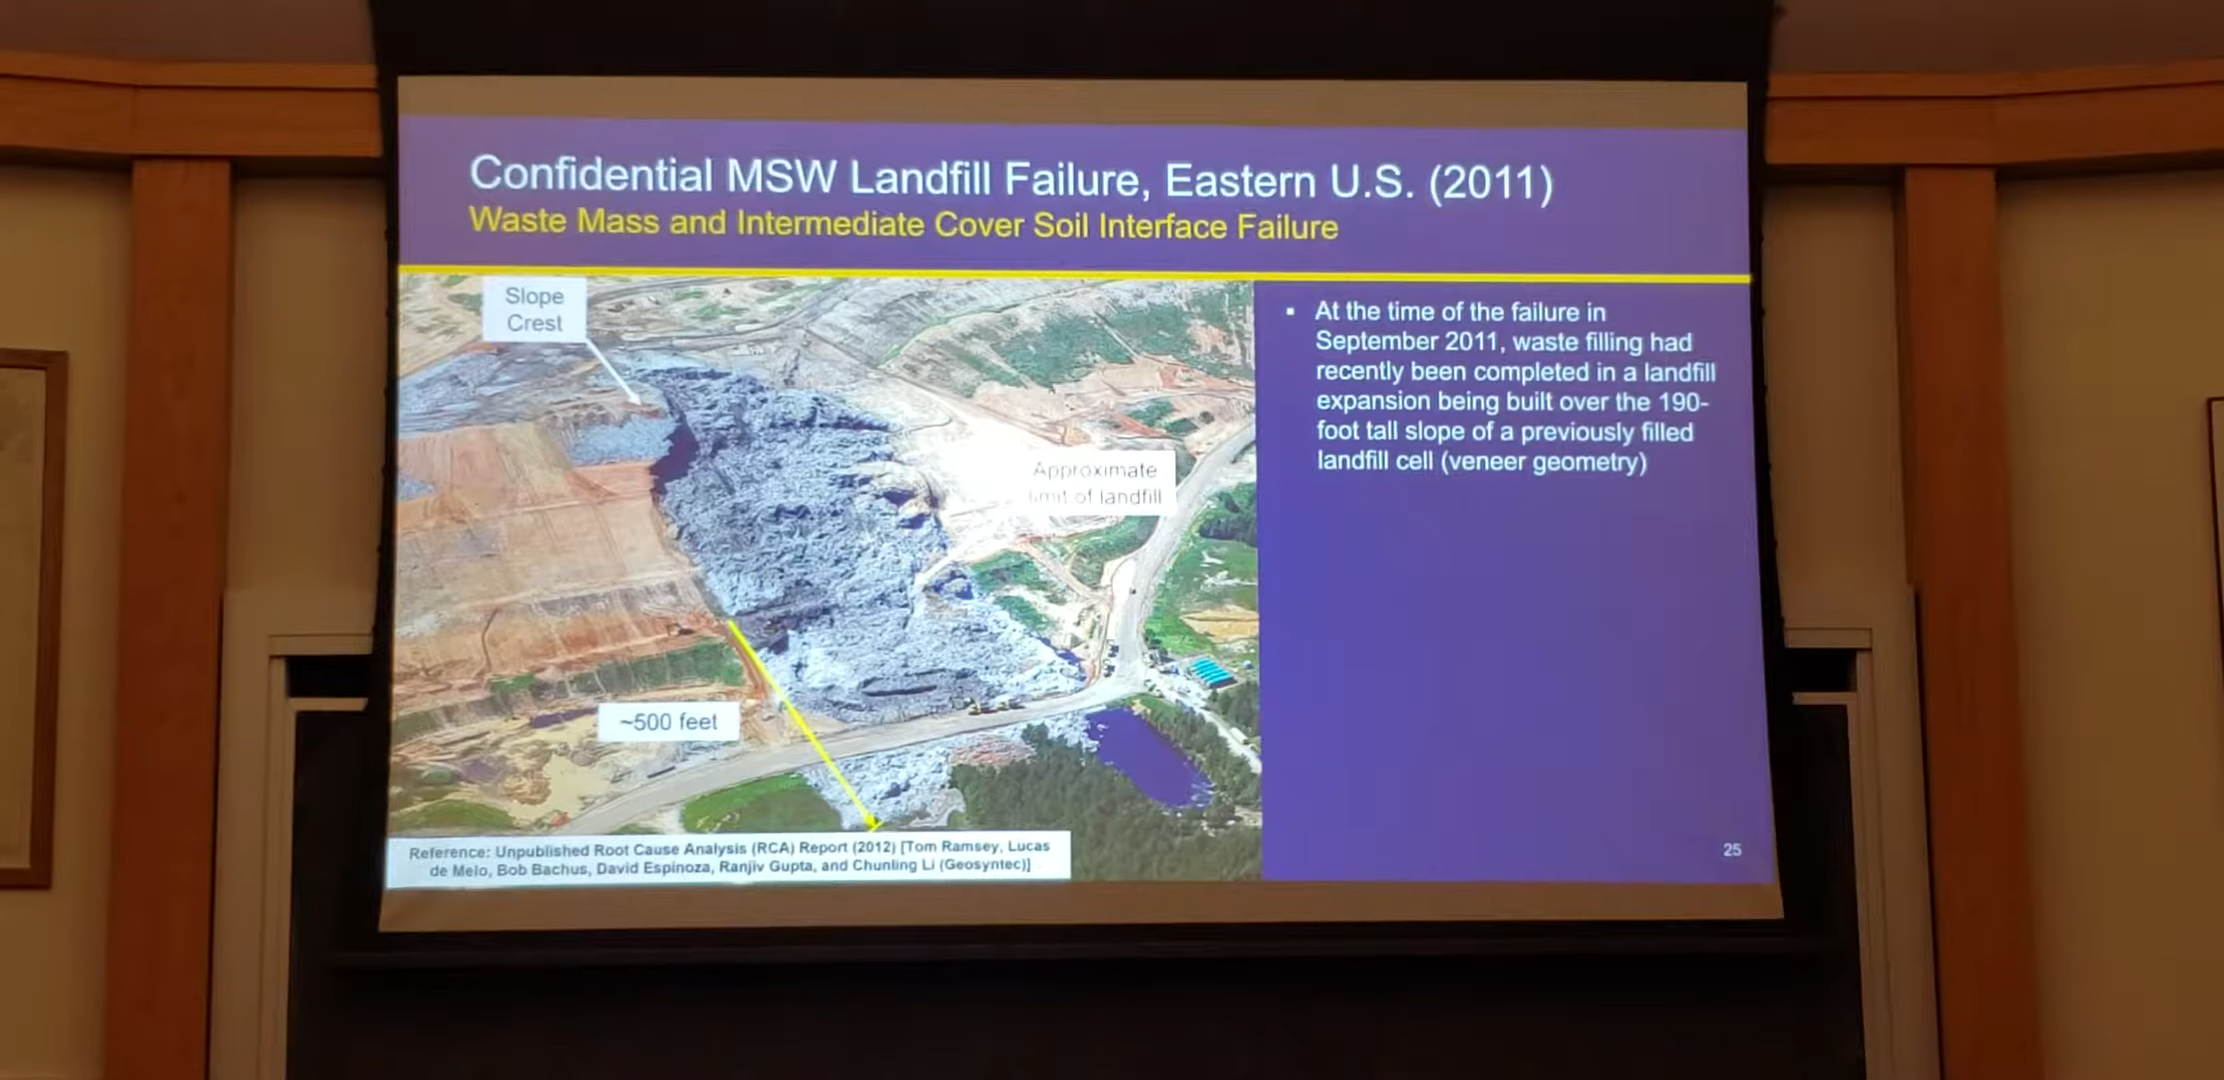 Confidential MSW Landfill Failure, Eastern U.S. (2011)
Waste Mass and Intermediate Cover Soil Interface Failure
Slope
Crest
Approximate
limit of landfill
~500 feet
Reference: Unpublished Root Cause Analysis (RCA) Report (2012) [Tom Ramsey, Lucas
de Melo, Bob Bachus, David Espinoza, Ranjiv Gupta, and Chunling Li (Geosyntec)]
▪ At the time of the failure in
September 2011, waste filling had
recently been completed in a landfill
expansion being built over the 190-
foot tall slope of a previously filled
landfill cell (veneer geometry)
25